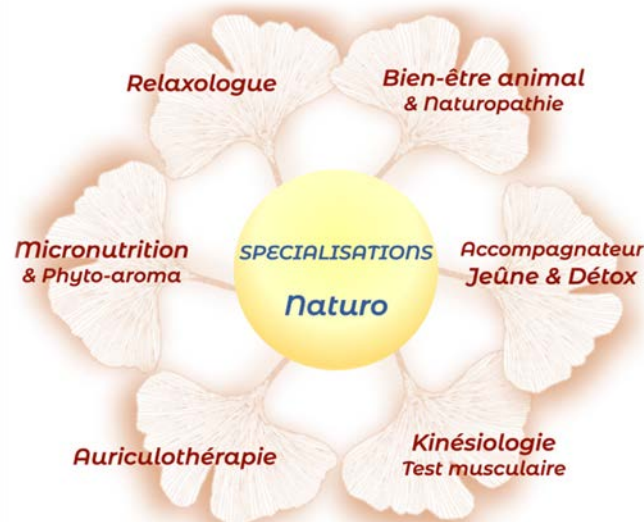 Relaxologue
Bien-être animal
& Naturopathie
Micronutrition
& Phyto-aroma
SPECIALISATIONS
Naturo
Accompagnateur
Jeûne & Détox
Auriculothérapie
Kinésiologie
Test musculaire